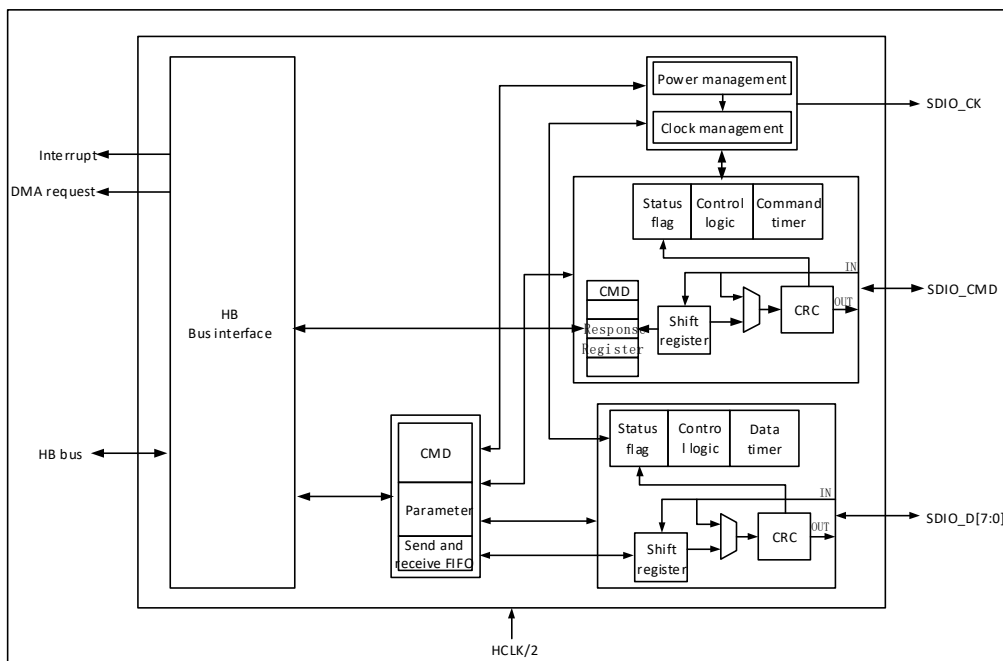 Power management
SDIO_CK
Clock management
Interrupt
DMA request
Status
flag
Control
logic
Command
timer
IN
SDIO_CMD
CMD
OUT
CRC
Shift
register
Response
Register
HB
Bus interface
Status
flag
Contro
l logic
Data
timer
HB bus
CMD
Parameter
Send and
receive FIFO
IN
SDIO_D[7:0]
OUT
CRC
Shift
register
HCLK/2